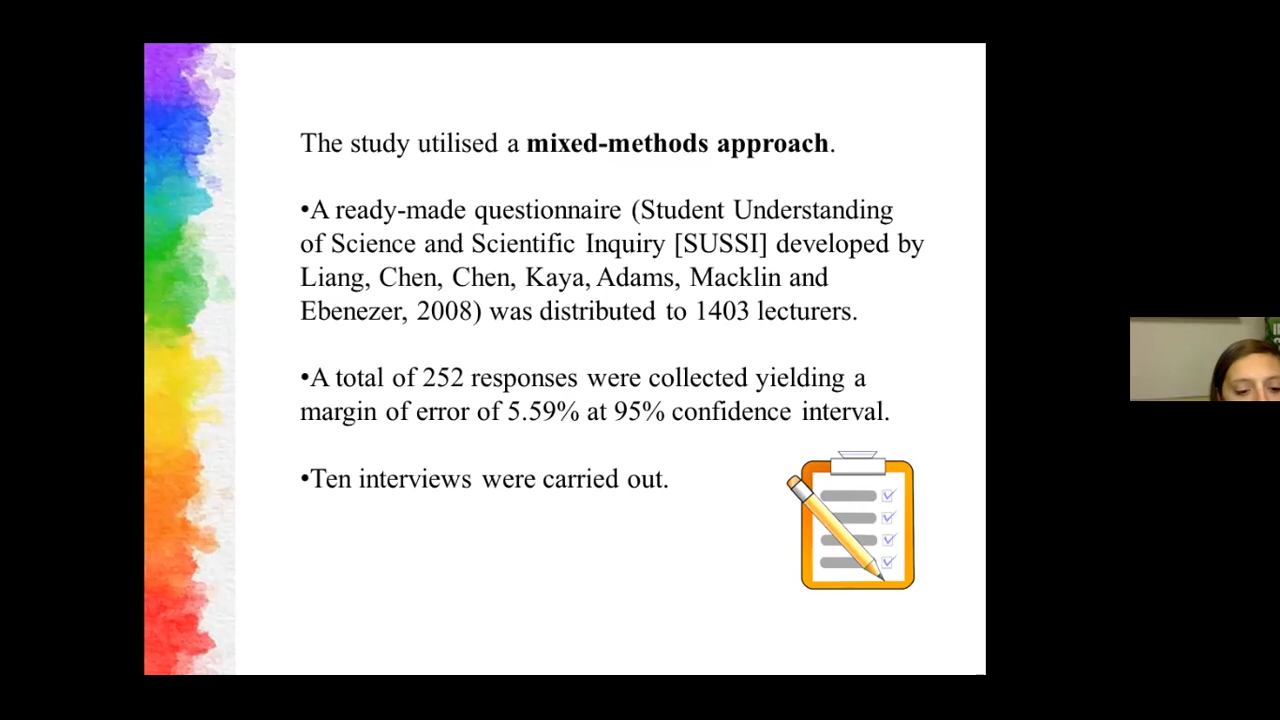 The study utilised a mixed-methods approach.
•A ready-made questionnaire (Student Understanding
of Science and Scientific Inquiry [SUSSI] developed by
Liang, Chen, Chen, Kaya, Adams, Macklin and
Ebenezer, 2008) was distributed to 1403 lecturers.
•A total of 252 responses were collected yielding a
margin of error of 5.59% at 95% confidence interval.
•Ten interviews were carried out.